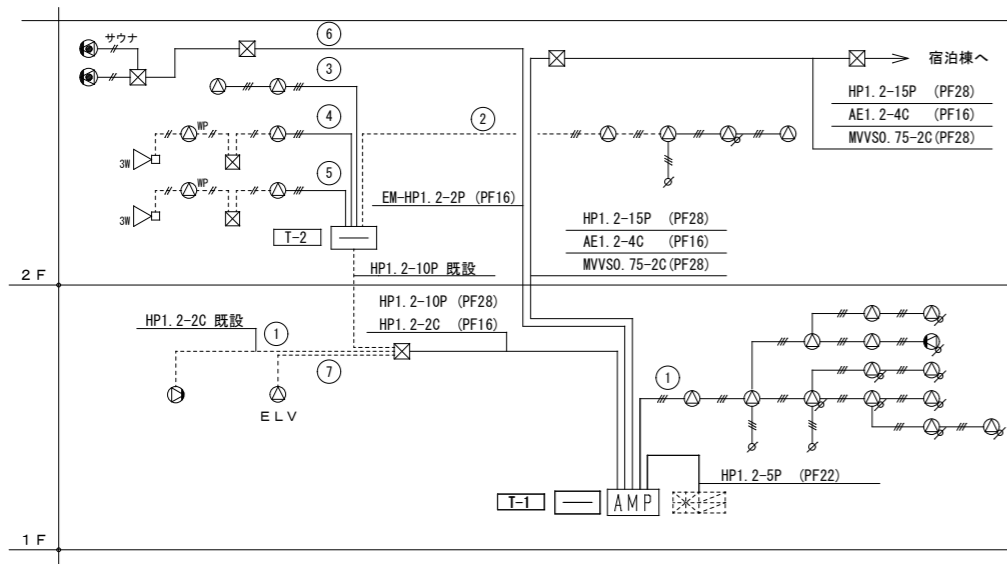 サウナ
⑥
宿泊棟へ
HP1.2-15P (PF28)
AE1.2-4C (PF16)
MVVS0.75-2C(PF28)
③
④
②
WP
3W
⑤
WP
3W
EM-HP1.2-2P (PF16)
HP1.2-15P (PF28)
AE1.2-4C (PF16)
MVVS0.75-2C(PF28)
T-2
HP1.2-10P 既設
2F
HP1.2-10P (PF28)
HP1.2-2C (PF16)
HP1.2-2C 既設
①
⑦
ELV
①
HP1.2-5P (PF22)
T-1
AMP
1F